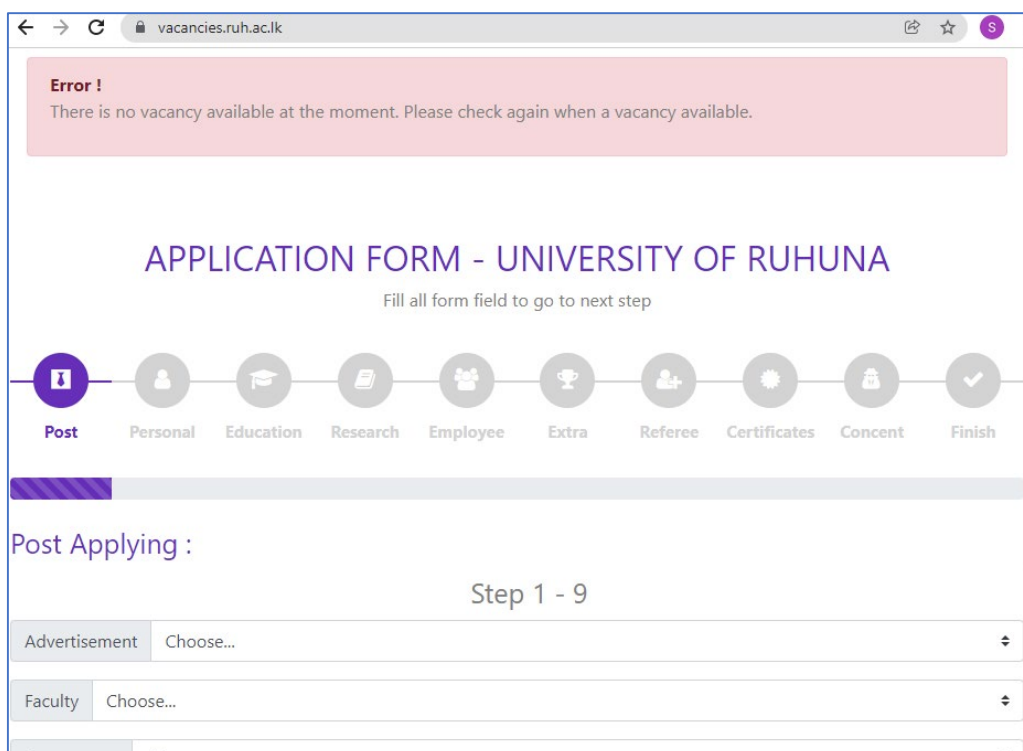 vacancies.ruh.ac.lk
S
Error !
There is no vacancy available at the moment. Please check again when a vacancy available.
APPLICATION FORM - UNIVERSITY OF RUHUNA
Fill all form field to go to next step
Post Personal Education Research Employee Extra Referee Certificates Concent Finish
Post Applying :
Step 1 - 9
Advertisement Choose...
Faculty Choose...